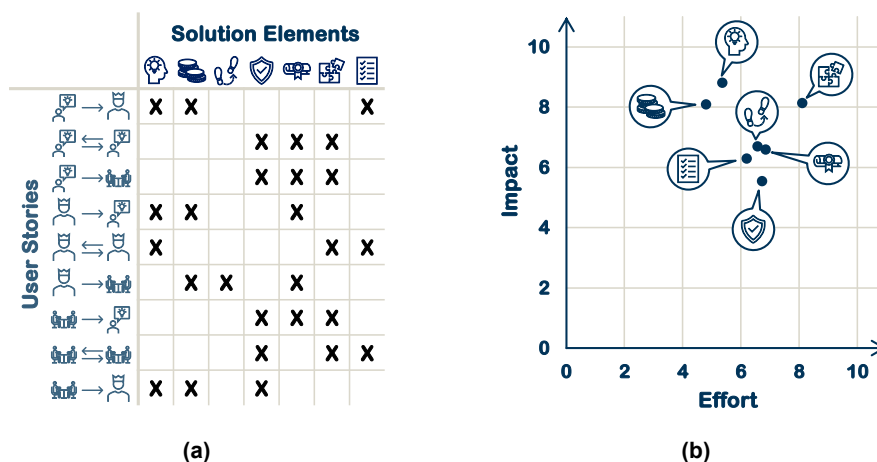 Solution Elements
User Stories
X X X
X X X
X X X
X X X
X X X
X X X
X X X
X X X
X X X
(a)
10
8
6
4
2
0
Impact
0 2 4 6 8 10
Effort
(b)